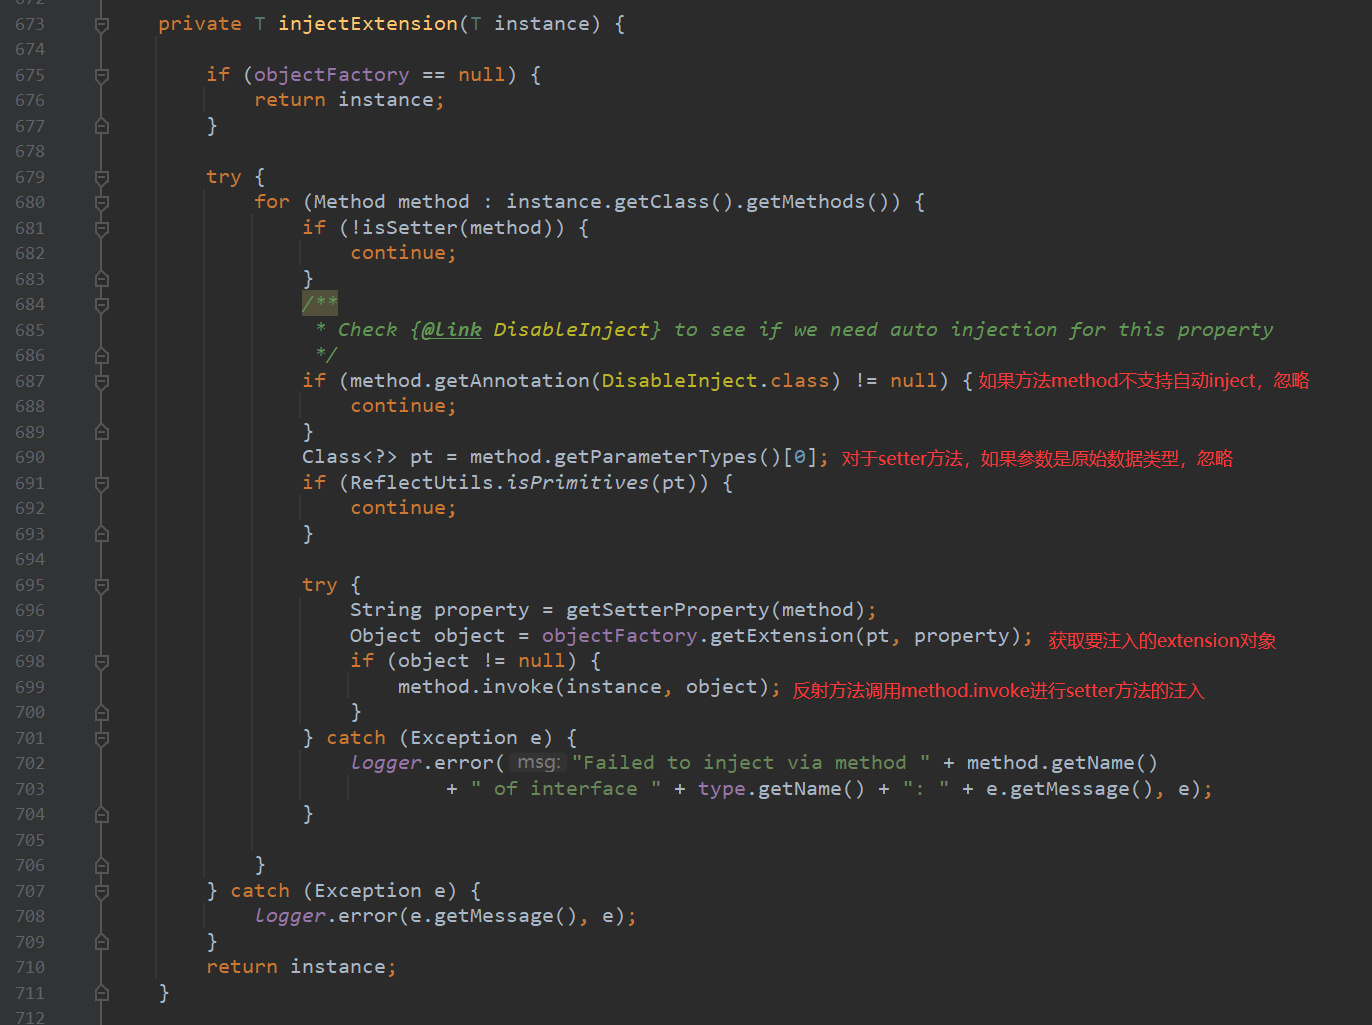 672
673 private T injectExtension(T instance) {
674
675 if (objectFactory == null) {
676 return instance;
677 }
678
679 try {
680 for (Method method : instance.getClass().getMethods()) {
681 if (!isSetter(method)) {
682 continue;
683 }
684 /**
685 * Check {@link DisableInject} to see if we need auto injection for this property
686 */
687 if (method.getAnnotation(DisableInject.class) != null) { 如果方法method不支持自动inject，忽略
688 continue;
689 }
690 Class<?> pt = method.getParameterTypes()[0]; 对于setter方法，如果参数是原始数据类型，忽略
691 if (ReflectUtils.isPrimitives(pt)) {
692 continue;
693 }
694
695 try {
696 String property = getSetterProperty(method);
697 Object object = objectFactory.getExtension(pt, property); 获取要注入的extension对象
698 if (object != null) {
699 method.invoke(instance, object); 反射方法调用method.invoke进行setter方法的注入
700 }
701 } catch (Exception e) {
702 logger.error( msg: "Failed to inject via method " + method.getName()
703 + " of interface " + type.getName() + ": " + e.getMessage(), e);
704 }
705
706 }
707 } catch (Exception e) {
708 logger.error(e.getMessage(), e);
709 }
710 return instance;
711 }
712